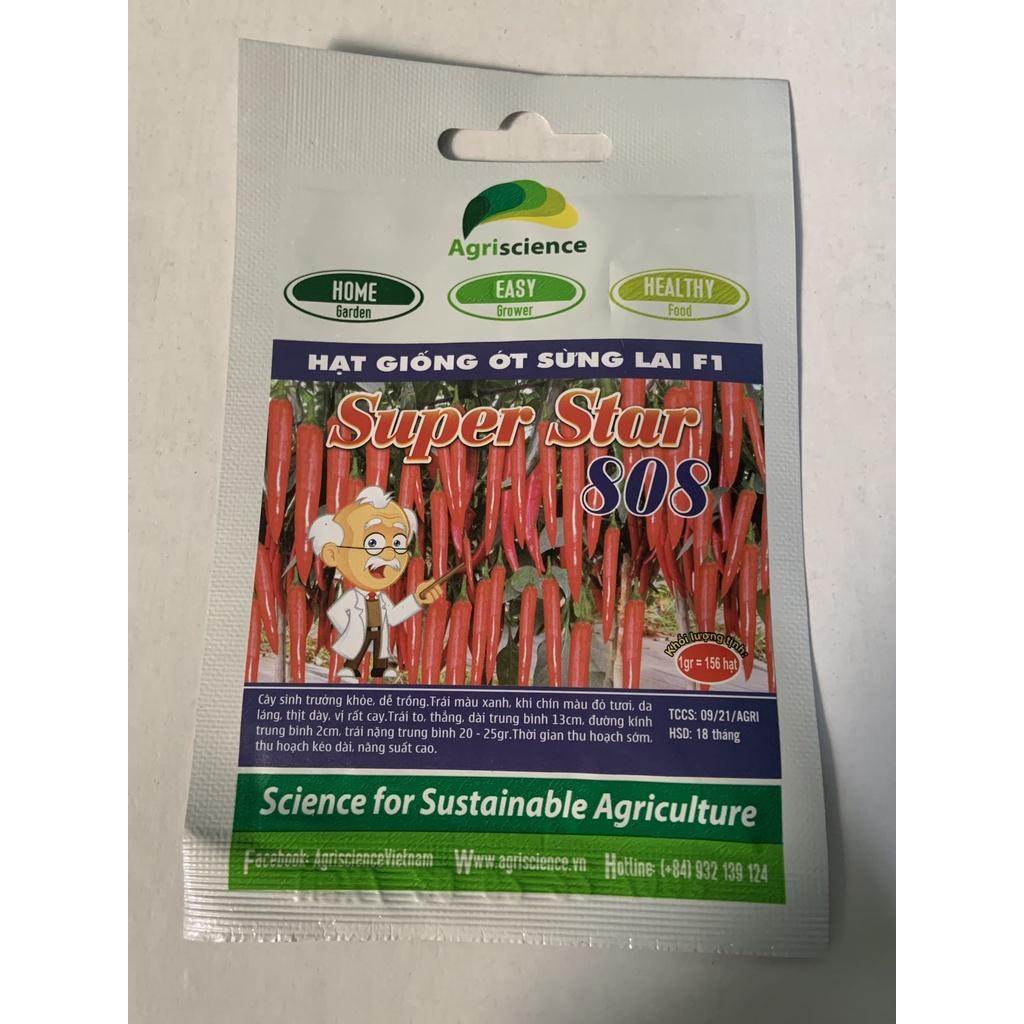 Agriscience
HOME
Garden
EASY
Grower
HEALTHY
Food
HẠT GIỐNG ỚT SỪNG LAI F1
Super Star
808
Khối lượng tịnh:
1gr = 156 hạt
Cây sinh trưởng khỏe, dễ trồng.Trái màu xanh, khi chín màu đỏ tươi, da
láng, thịt dày, vị rất cay.Trái to, thẳng, dài trung bình 13cm, đường kính
trung bình 2cm, trái nặng trung bình 20 - 25gr.Thời gian thu hoạch sớm,
thu hoạch kéo dài, năng suất cao.
TCCS: 09/21/AGRI
HSD: 18 tháng
Science for Sustainable Agriculture
Facebook: AgriscienceVietnam Www.agriscience.vn Hotline: (+84) 932 139 124